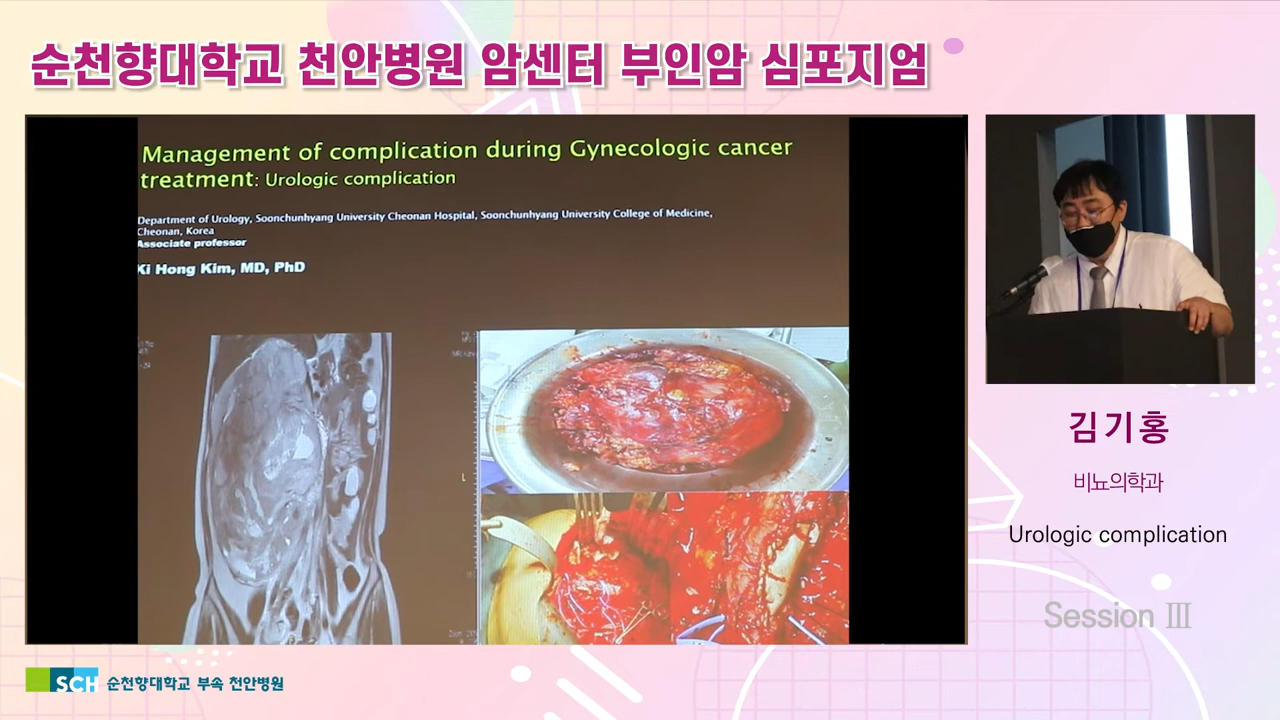 순천향대학교 천안병원 암센터 부인암 심포지엄
Management of complication during Gynecologic cancer
treatment: Urologic complication
Department of Urology, Soonchunhyang University Cheonan Hospital, Soonchunhyang University College of Medicine,
Cheonan, Korea
Associate professor
Ki Hong Kim, MD, PhD
L
김기홍
비뇨의학과
Urologic complication
Session Ⅲ
SCH 순천향대학교 부속 천안병원